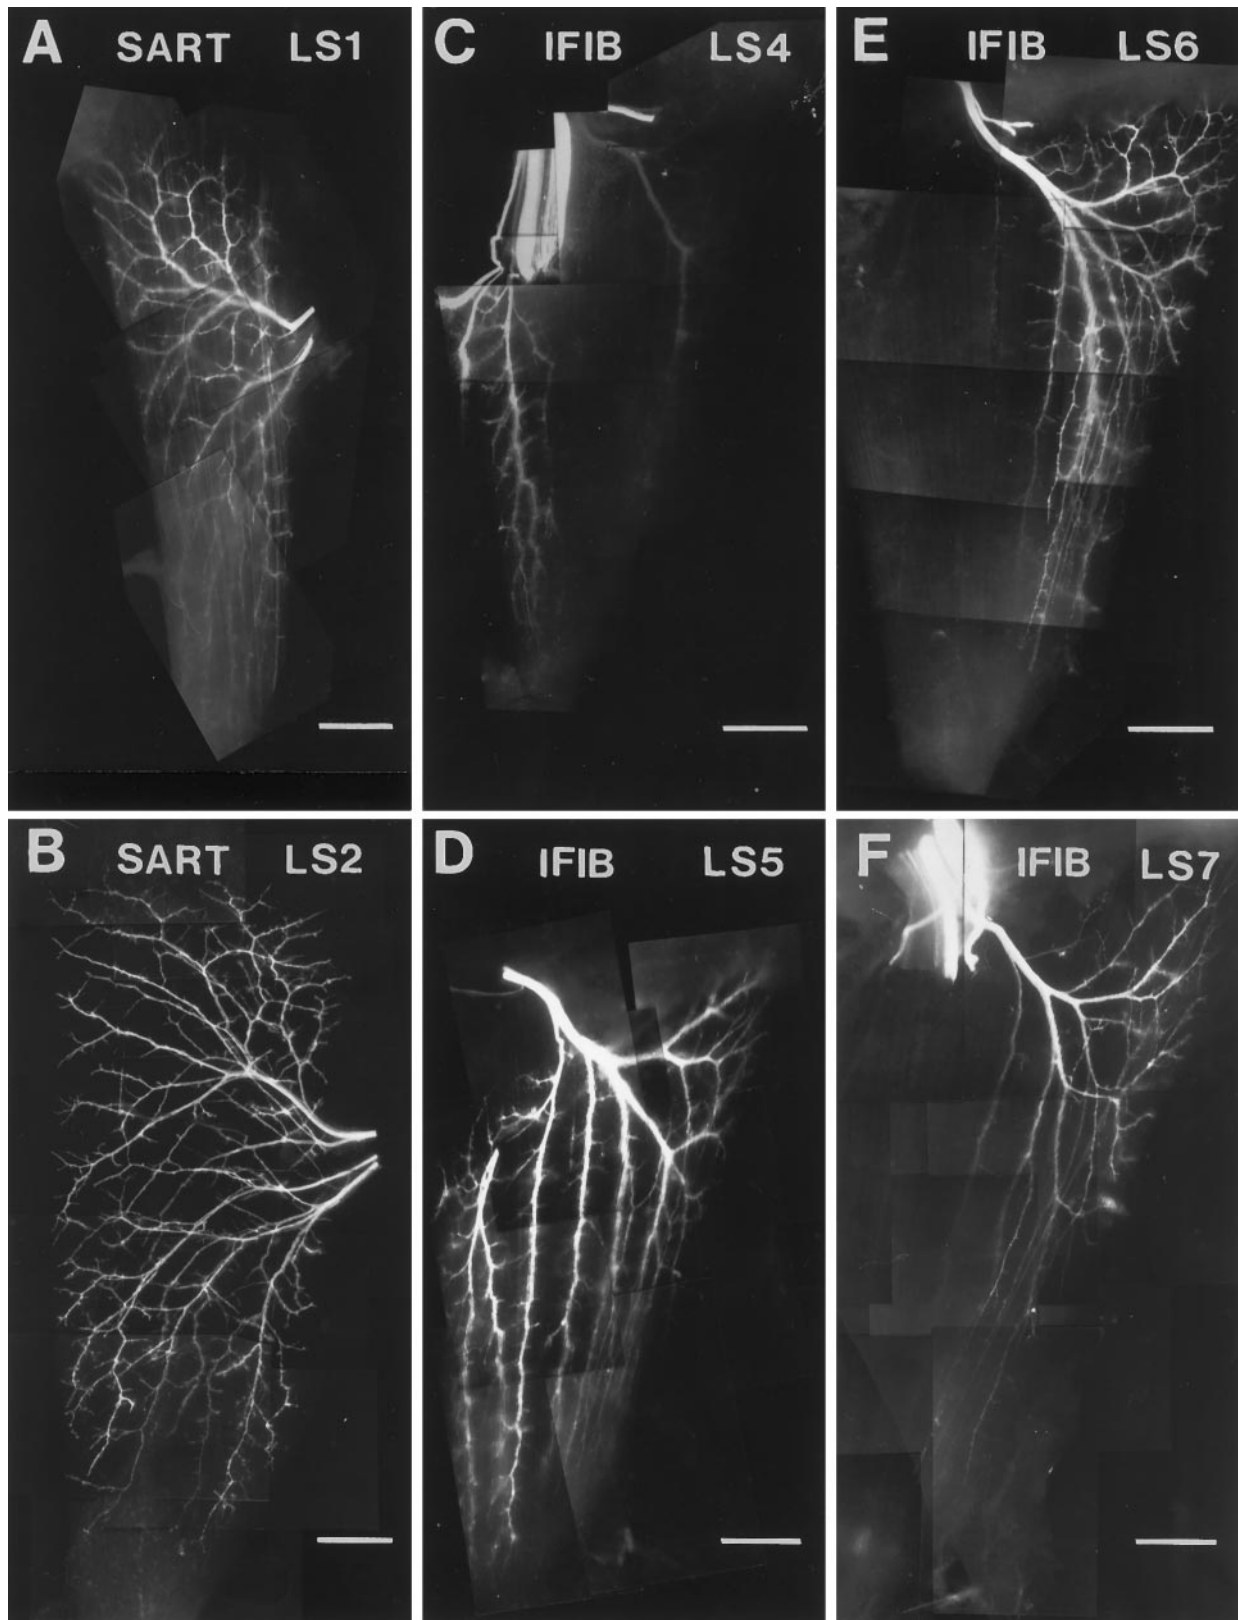 A SART LS1
C IFIB LS4
E IFIB LS6
B SART LS2
D IFIB LS5
F IFIB LS7